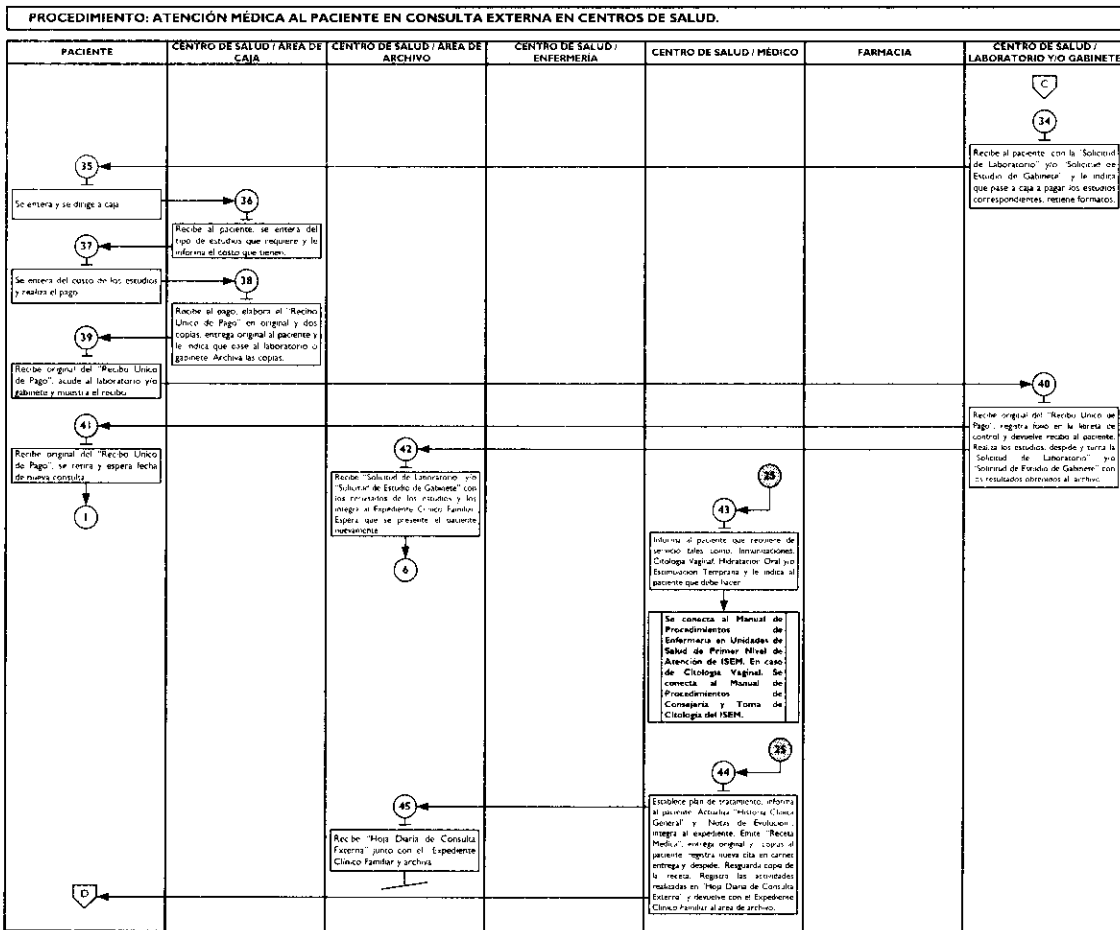 PROCEDIMIENTO: ATENCIÓN MÉDICA AL PACIENTE EN CONSULTA EXTERNA EN CENTROS DE SALUD.
PACIENTE
CENTRO DE SALUD / ÁREA DE
CAJA
CENTRO DE SALUD / ÁREA DE
ARCHIVO
CENTRO DE SALUD /
ENFERMERÍA
CENTRO DE SALUD / MÉDICO
FARMACIA
CENTRO DE SALUD /
LABORATORIO Y/O GABINETE
C
34
Recibe al paciente con la "Solicitud
de Laboratorio" y/o "Solicitud de
Estudio de Gabinete" y le indica
que pase a caja a pagar los estudios
correspondientes, retiene formatos.
35
Se entera y se dirige a caja
36
Recibe al paciente, se entera del
tipo de estudios que requiere y le
informa el costo que tienen.
37
Se entera del costo de los estudios
y realiza el pago
38
Recibe el pago, elabora el "Recibo
Unico de Pago" en original y dos
copias, entrega original al paciente y
le indica que pase al laboratorio o
gabinete. Archiva las copias.
39
Recibe original del "Recibo Unico
de Pago", acude al laboratorio y/o
gabinete y muestra el recibo
40
Recibe original del "Recibo Unico de
Pago", registra folio en la libreta de
control y devuelve recibo al paciente.
Realiza los estudios, despide y turna la
"Solicitud de Laboratorio" y/o
"Solicitud de Estudio de Gabinete" con
los resultados obtenidos al archivo
41
Recibe original del "Recibo Unico
de Pago", se retira y espera fecha
de nueva consulta
1
42
Recibe "Solicitud de Laboratorio" y/o
"Solicitud de Estudio de Gabinete" con
los resultados de los estudios y los
integra al Expediente Clínico Familiar.
Espera que se presente el paciente
nuevamente
6
25
43
Informa al paciente que requiere de
servicio tales como, Inmunizaciones,
Citología Vaginal, Hidratación Oral y/o
Estimulación Temprana y le indica al
paciente que debe hacer
Se conecta al Manual de
Procedimientos de
Enfermería en Unidades de
Salud de Primer Nivel de
Atención de ISEM. En caso
de Citología Vaginal. Se
conecta al Manual de
Procedimientos de
Consejería y Toma de
Citología del ISEM.
25
44
Establece plan de tratamiento, informa
al paciente. Actualiza "Historia Clínica
General" y "Notas de Evolución",
integra al expediente. Emite "Receta
Médica", entrega original y copias al
paciente, registra nueva cita en carnet
entrega y despide. Resguarda copia de
la receta. Registra las actividades
realizadas en "Hoja Diaria de Consulta
Externa" y devuelve con el Expediente
Clínico Familiar al area de archivo.
45
Recibe "Hoja Diaria de Consulta
Externa" junto con el Expediente
Clínico Familiar y archiva
D